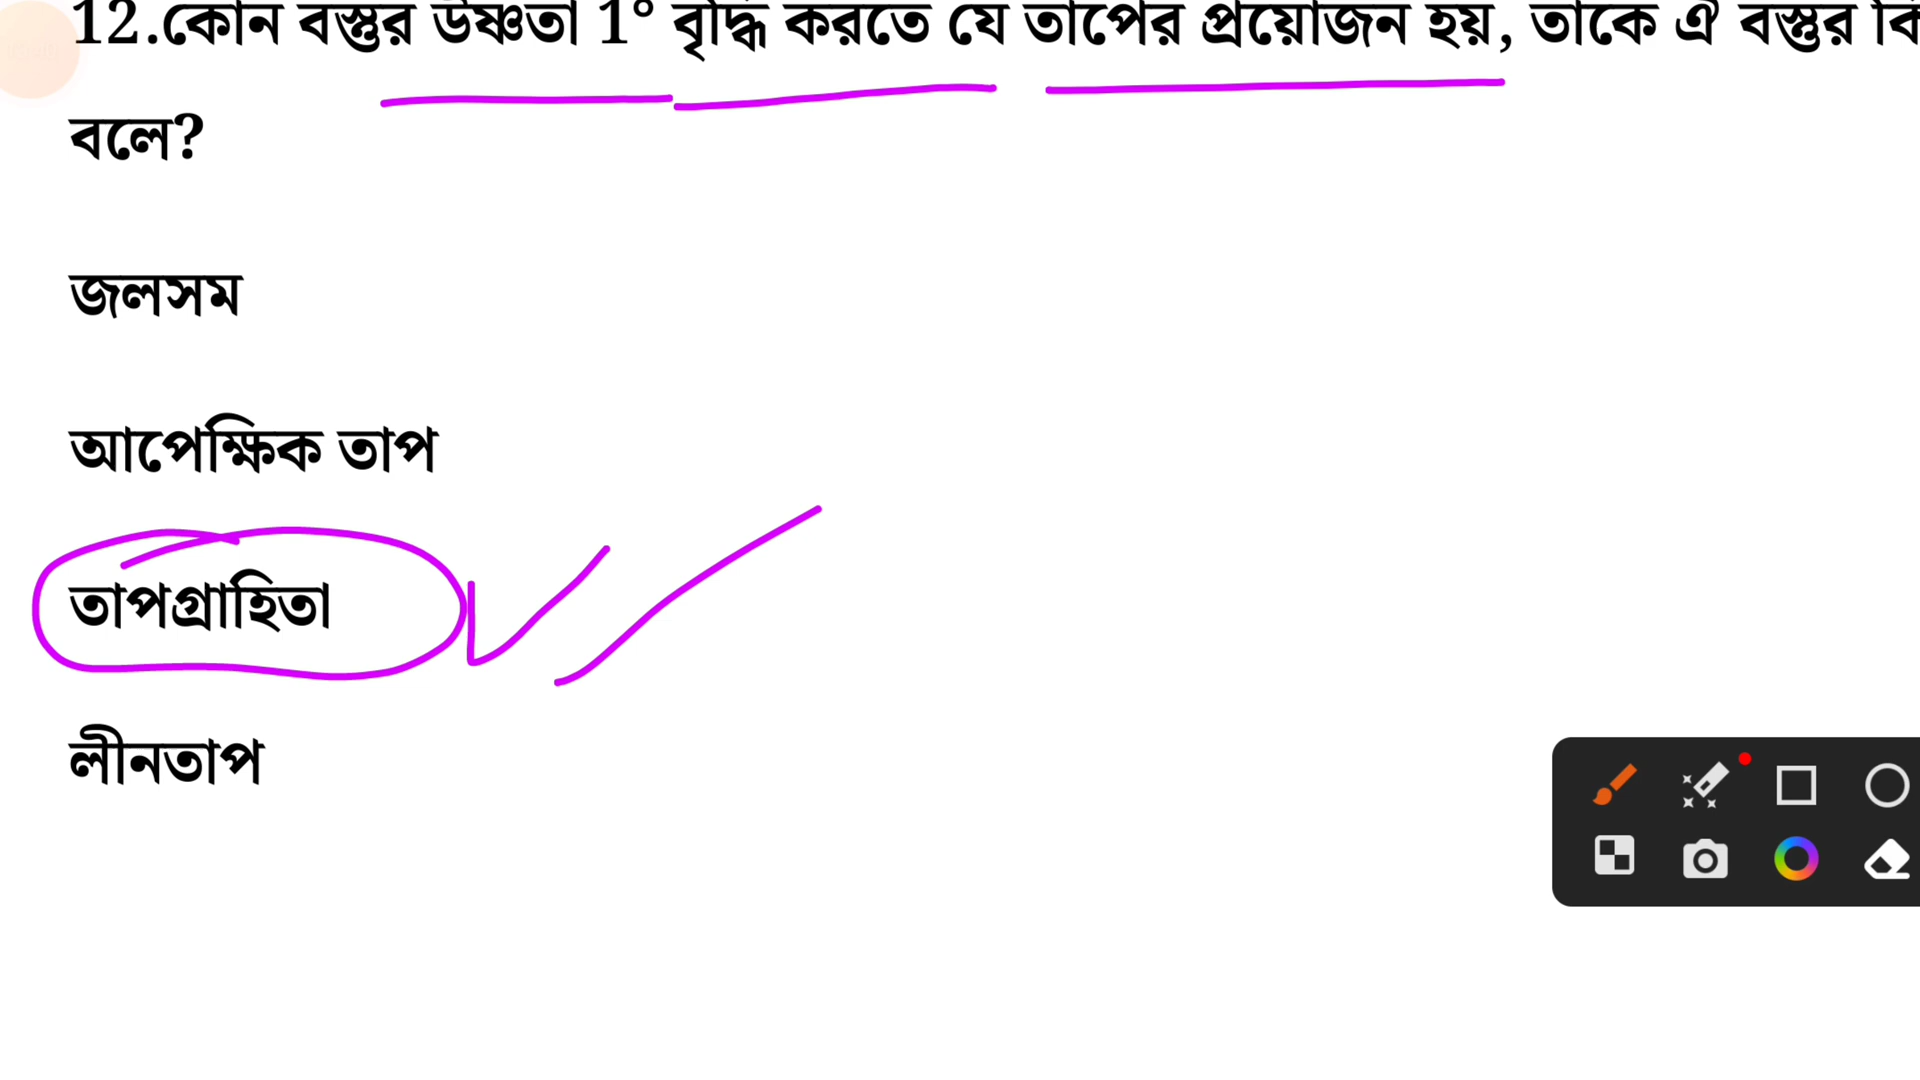 12.কোন বস্তুর উষ্ণতা 1° বৃদ্ধি করতে যে তাপের প্রয়োজন হয়, তাকে ঐ বস্তুর কি
বলে?
জলসম
আপেক্ষিক তাপ
তাপগ্রাহিতা
লীনতাপ